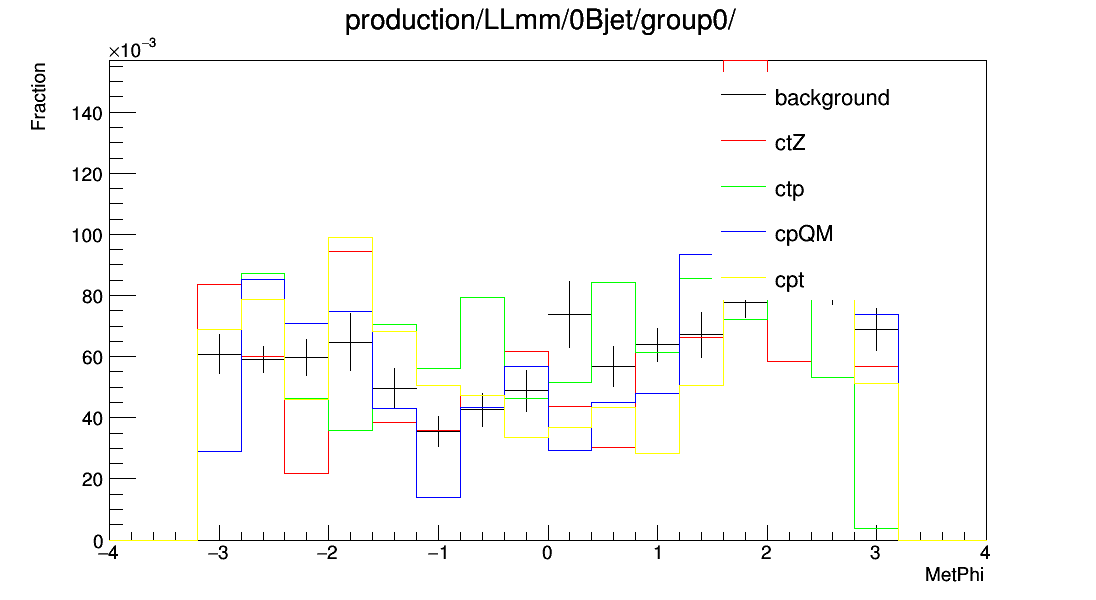 production/LLmm/0Bjet/group0/
×10⁻³
Fraction
140
120
100
80
60
40
20
0
background
ctZ
ctp
cpQM
cpt
−4 −3 −2 −1 0 1 2 3 4
MetPhi